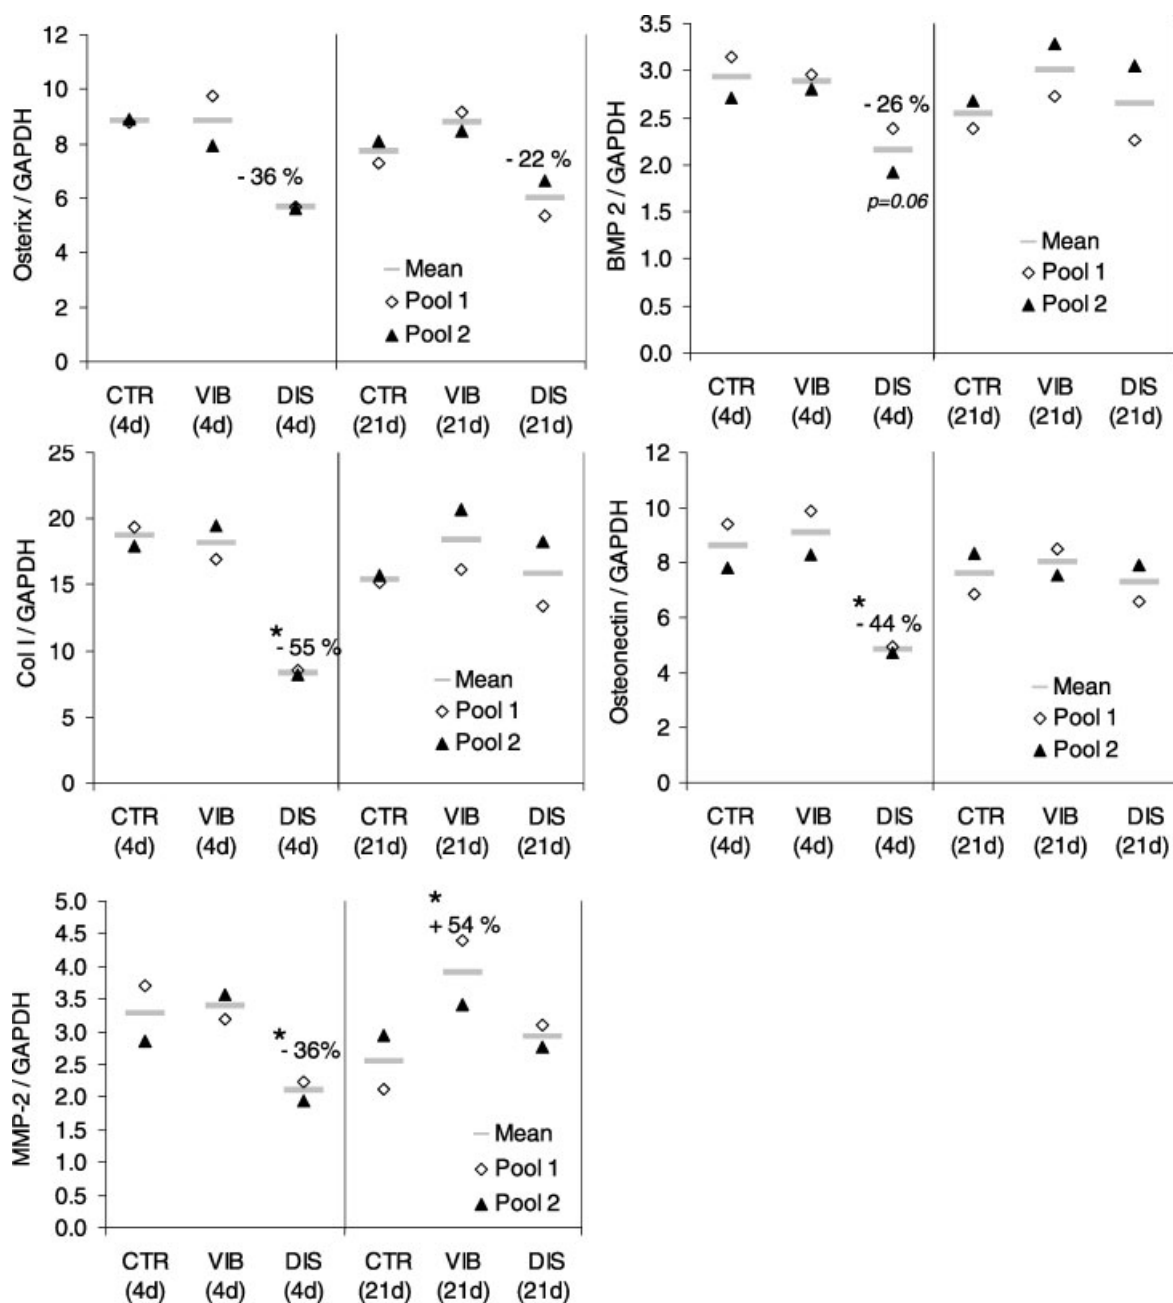 Osterix / GAPDH
12
10
8
6
4
2
0
- 36 %
- 22 %
Mean
Pool 1
Pool 2
CTR VIB DIS CTR VIB DIS
(4d) (4d) (4d) (21d) (21d) (21d)
BMP 2 / GAPDH
3.5
3.0
2.5
2.0
1.5
1.0
0.5
0.0
- 26 %
p=0.06
Mean
Pool 1
Pool 2
CTR VIB DIS CTR VIB DIS
(4d) (4d) (4d) (21d) (21d) (21d)
Col I / GAPDH
25
20
15
10
5
0
*
- 55 %
Mean
Pool 1
Pool 2
CTR VIB DIS CTR VIB DIS
(4d) (4d) (4d) (21d) (21d) (21d)
Osteonectin / GAPDH
12
10
8
6
4
2
0
*
- 44 %
Mean
Pool 1
Pool 2
CTR VIB DIS CTR VIB DIS
(4d) (4d) (4d) (21d) (21d) (21d)
MMP-2 / GAPDH
5.0
4.5
4.0
3.5
3.0
2.5
2.0
1.5
1.0
0.5
0.0
*
- 36%
*
+ 54 %
Mean
Pool 1
Pool 2
CTR VIB DIS CTR VIB DIS
(4d) (4d) (4d) (21d) (21d) (21d)